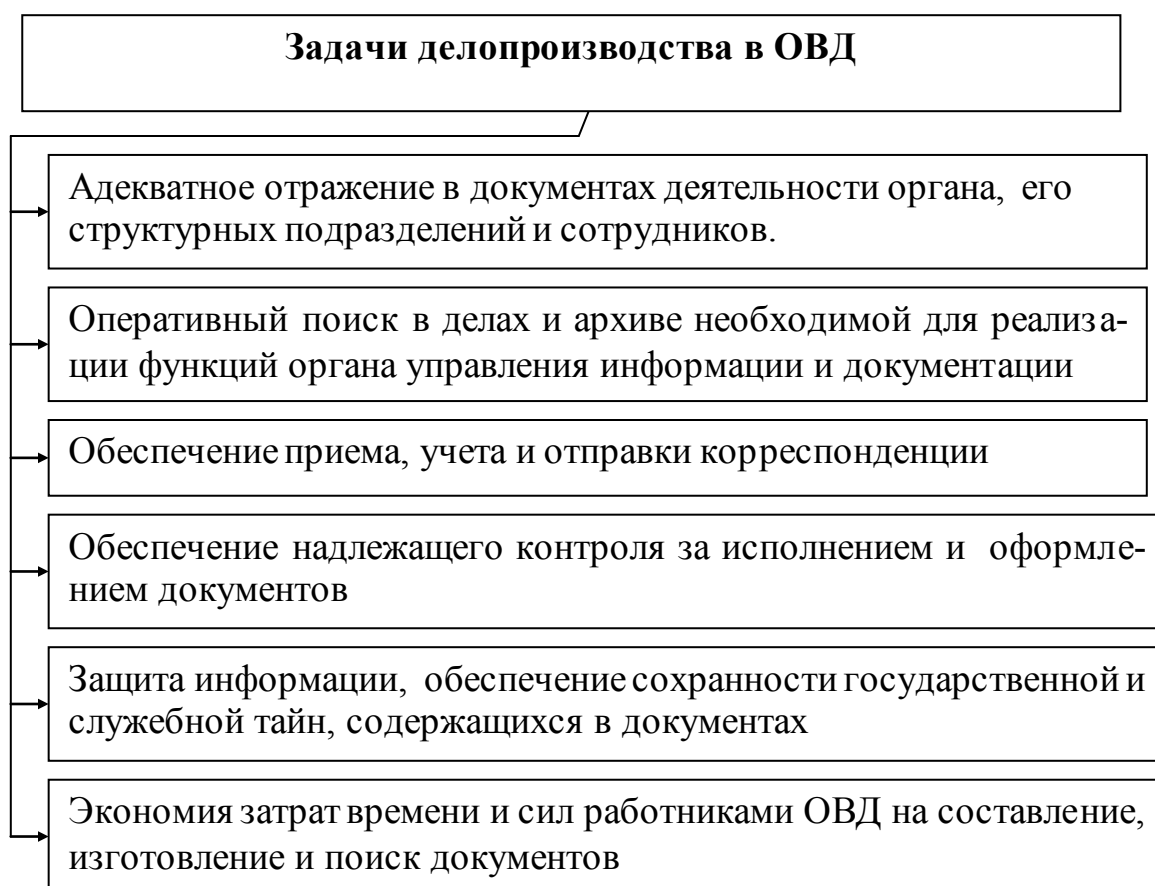 Задачи делопроизводства в ОВД
Адекватное отражение в документах деятельности органа, его
структурных подразделений и сотрудников.
Оперативный поиск в делах и архиве необходимой для реализа-
ции функций органа управления информации и документации
Обеспечение приема, учета и отправки корреспонденции
Обеспечение надлежащего контроля за исполнением и оформле-
нием документов
Защита информации, обеспечение сохранности государственной и
служебной тайн, содержащихся в документах
Экономия затрат времени и сил работниками ОВД на составление,
изготовление и поиск документов